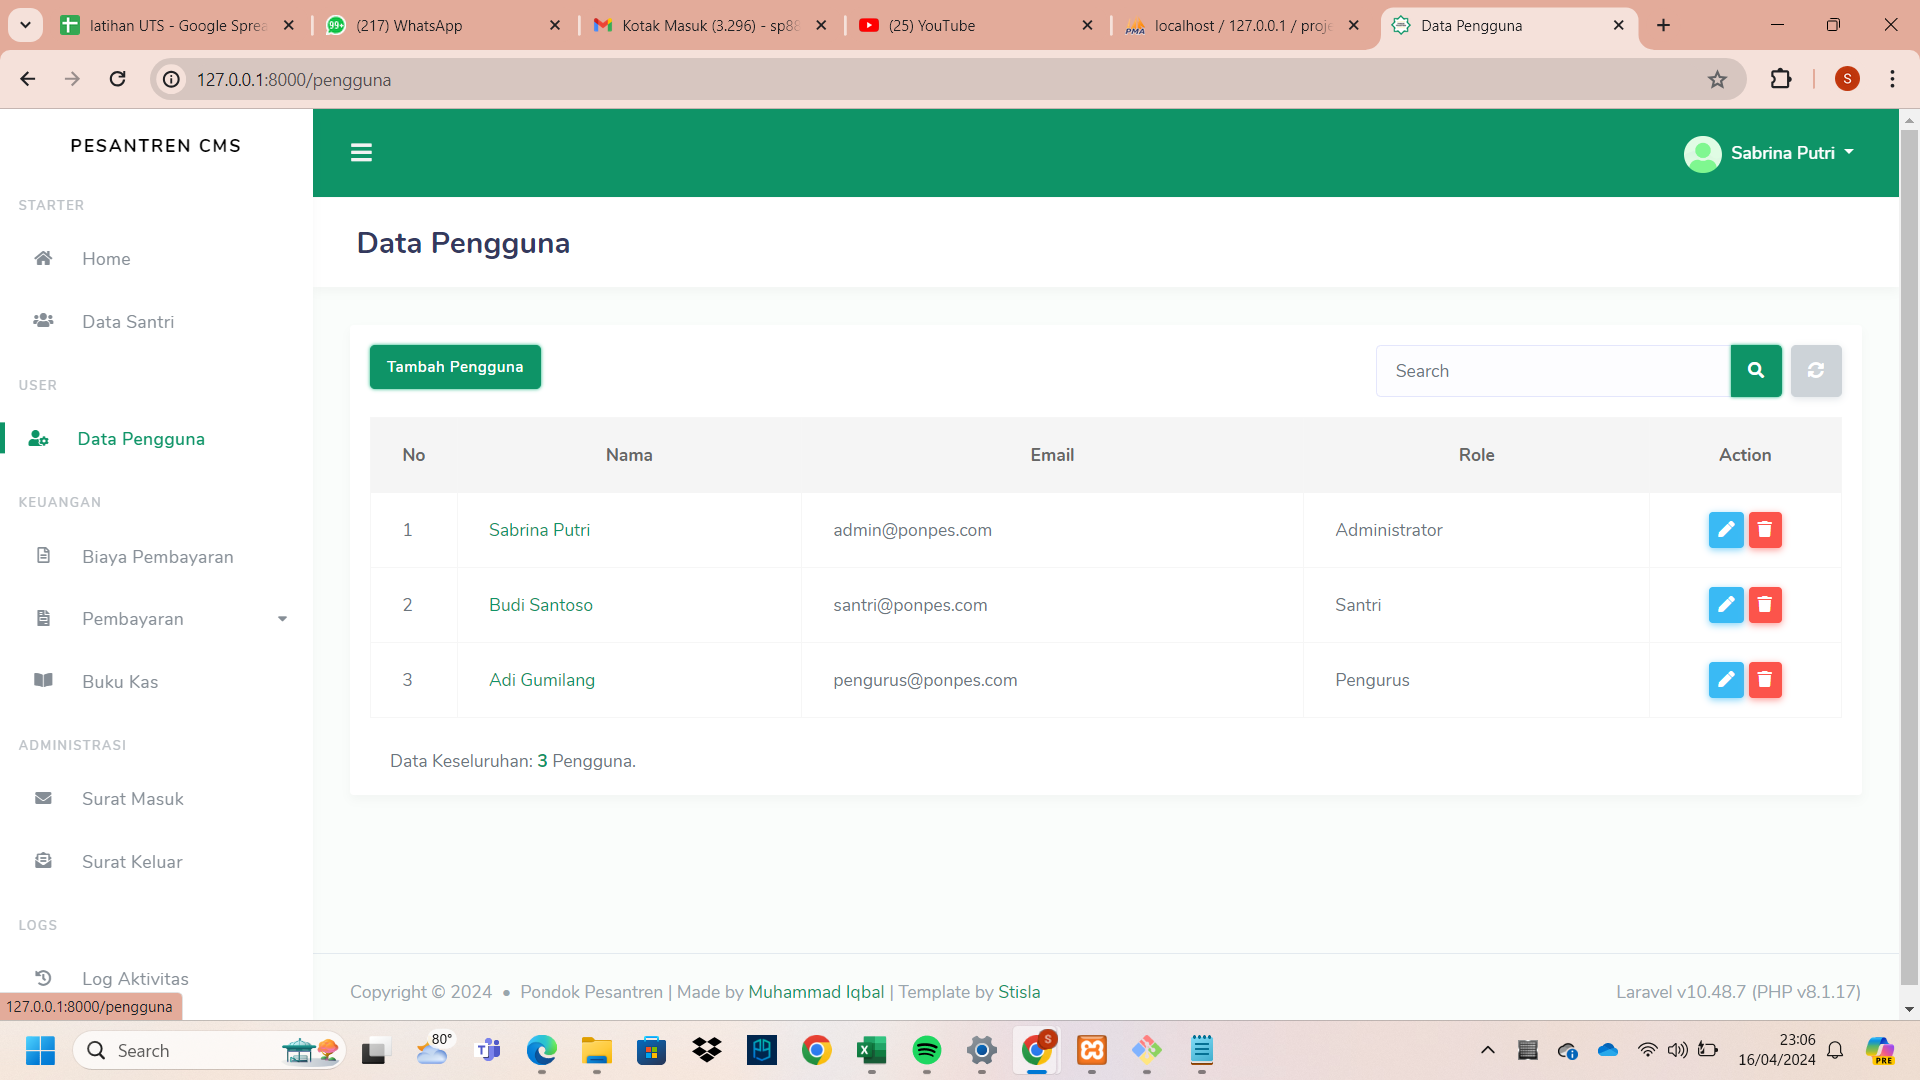 latihan UTS - Google Sprea
(217) WhatsApp
Kotak Masuk (3.296) - sp88
(25) YouTube
localhost / 127.0.0.1 / proje
Data Pengguna
127.0.0.1:8000/pengguna
S
PESANTREN CMS
Sabrina Putri
STARTER
Home
Data Santri
USER
Data Pengguna
KEUANGAN
Biaya Pembayaran
Pembayaran
Buku Kas
ADMINISTRASI
Surat Masuk
Surat Keluar
LOGS
Log Aktivitas
127.0.0.1:8000/pengguna
Data Pengguna
Tambah Pengguna
Search
No Nama Email Role Action
1 Sabrina Putri admin@ponpes.com Administrator
2 Budi Santoso santri@ponpes.com Santri
3 Adi Gumilang pengurus@ponpes.com Pengurus
Data Keseluruhan: 3 Pengguna.
Copyright © 2024 • Pondok Pesantren | Made by Muhammad Iqbal | Template by Stisla
Laravel v10.48.7 (PHP v8.1.17)
Search
80°
S
23:06
16/04/2024
PRE